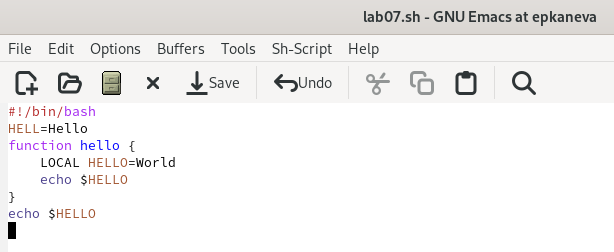 lab07.sh - GNU Emacs at epkaneva
File Edit Options Buffers Tools Sh-Script Help
Save Undo
#!/bin/bash
HELL=Hello
function hello {
    LOCAL HELLO=World
    echo $HELLO
}
echo $HELLO